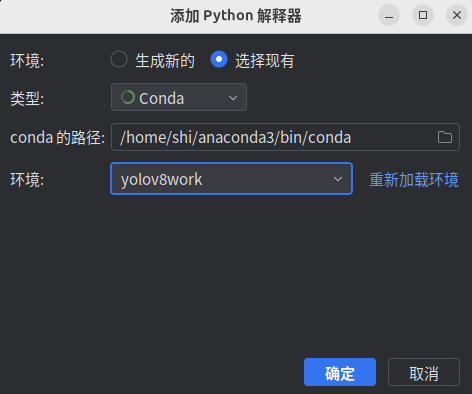 添加 Python 解释器
环境: 生成新的 选择现有
类型: Conda
conda 的路径: /home/shi/anaconda3/bin/conda
环境: yolov8work 重新加载环境
确定 取消